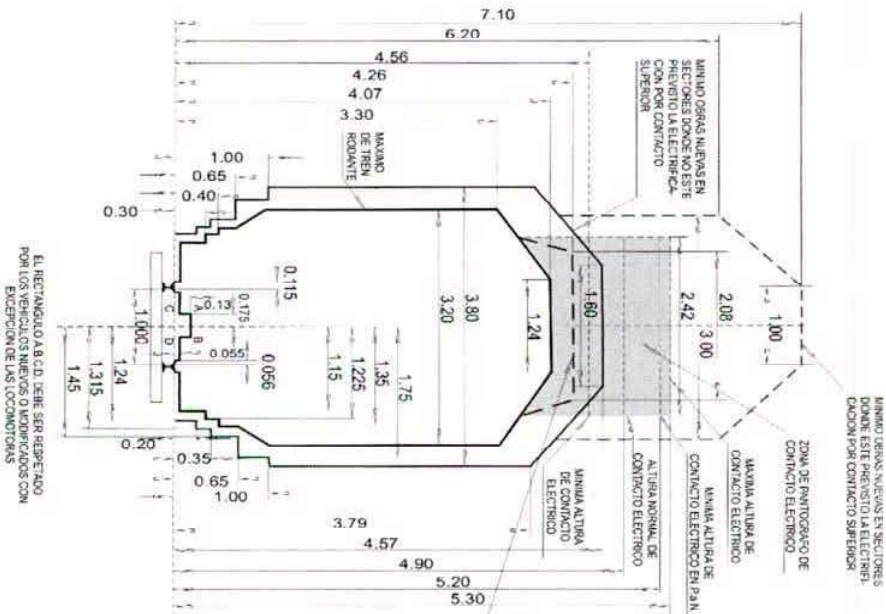 7.10
6.20
4.56
4.26
4.07
3.30
MINIMO OBRAS NUEVAS EN
SECTORES DONDE NO ESTE
PREVISTO LA ELECTRIFICA-
CION POR CONTACTO
SUPERIOR
MAXIMO
DE TREN
RODANTE
1.00
0.65
0.40
0.30
MINIMO OBRAS NUEVAS EN SECTORES
DONDE ESTE PREVISTO LA ELECTRIFI-
CACION POR CONTACTO SUPERIOR
ZONA DE PANTOGRAFO DE
CONTACTO ELECTRICO
MAXIMA ALTURA DE
CONTACTO ELECTRICO
MINIMA ALTURA DE
CONTACTO ELECTRICO EN P.a N.
ALTURA NORMAL DE
CONTACTO ELECTRICO
MINIMA ALTURA
DE CONTACTO
ELECTRICO
1.00
2.08
3.00
2.42
1.60
1.24
3.80
3.20
0.115
0.175
0.13
A
B
C
D
0.055
0.056
1.000
1.75
1.35
1.225
1.15
1.24
1.315
1.45
0.20
0.35
0.65
1.00
3.79
4.57
4.90
5.20
5.30
EL RECTANGULO A.B.C.D. DEBE SER RESPETADO
POR LOS VEHICULOS NUEVOS O MODIFICADOS CON
EXCEPCION DE LAS LOCOMOTORAS